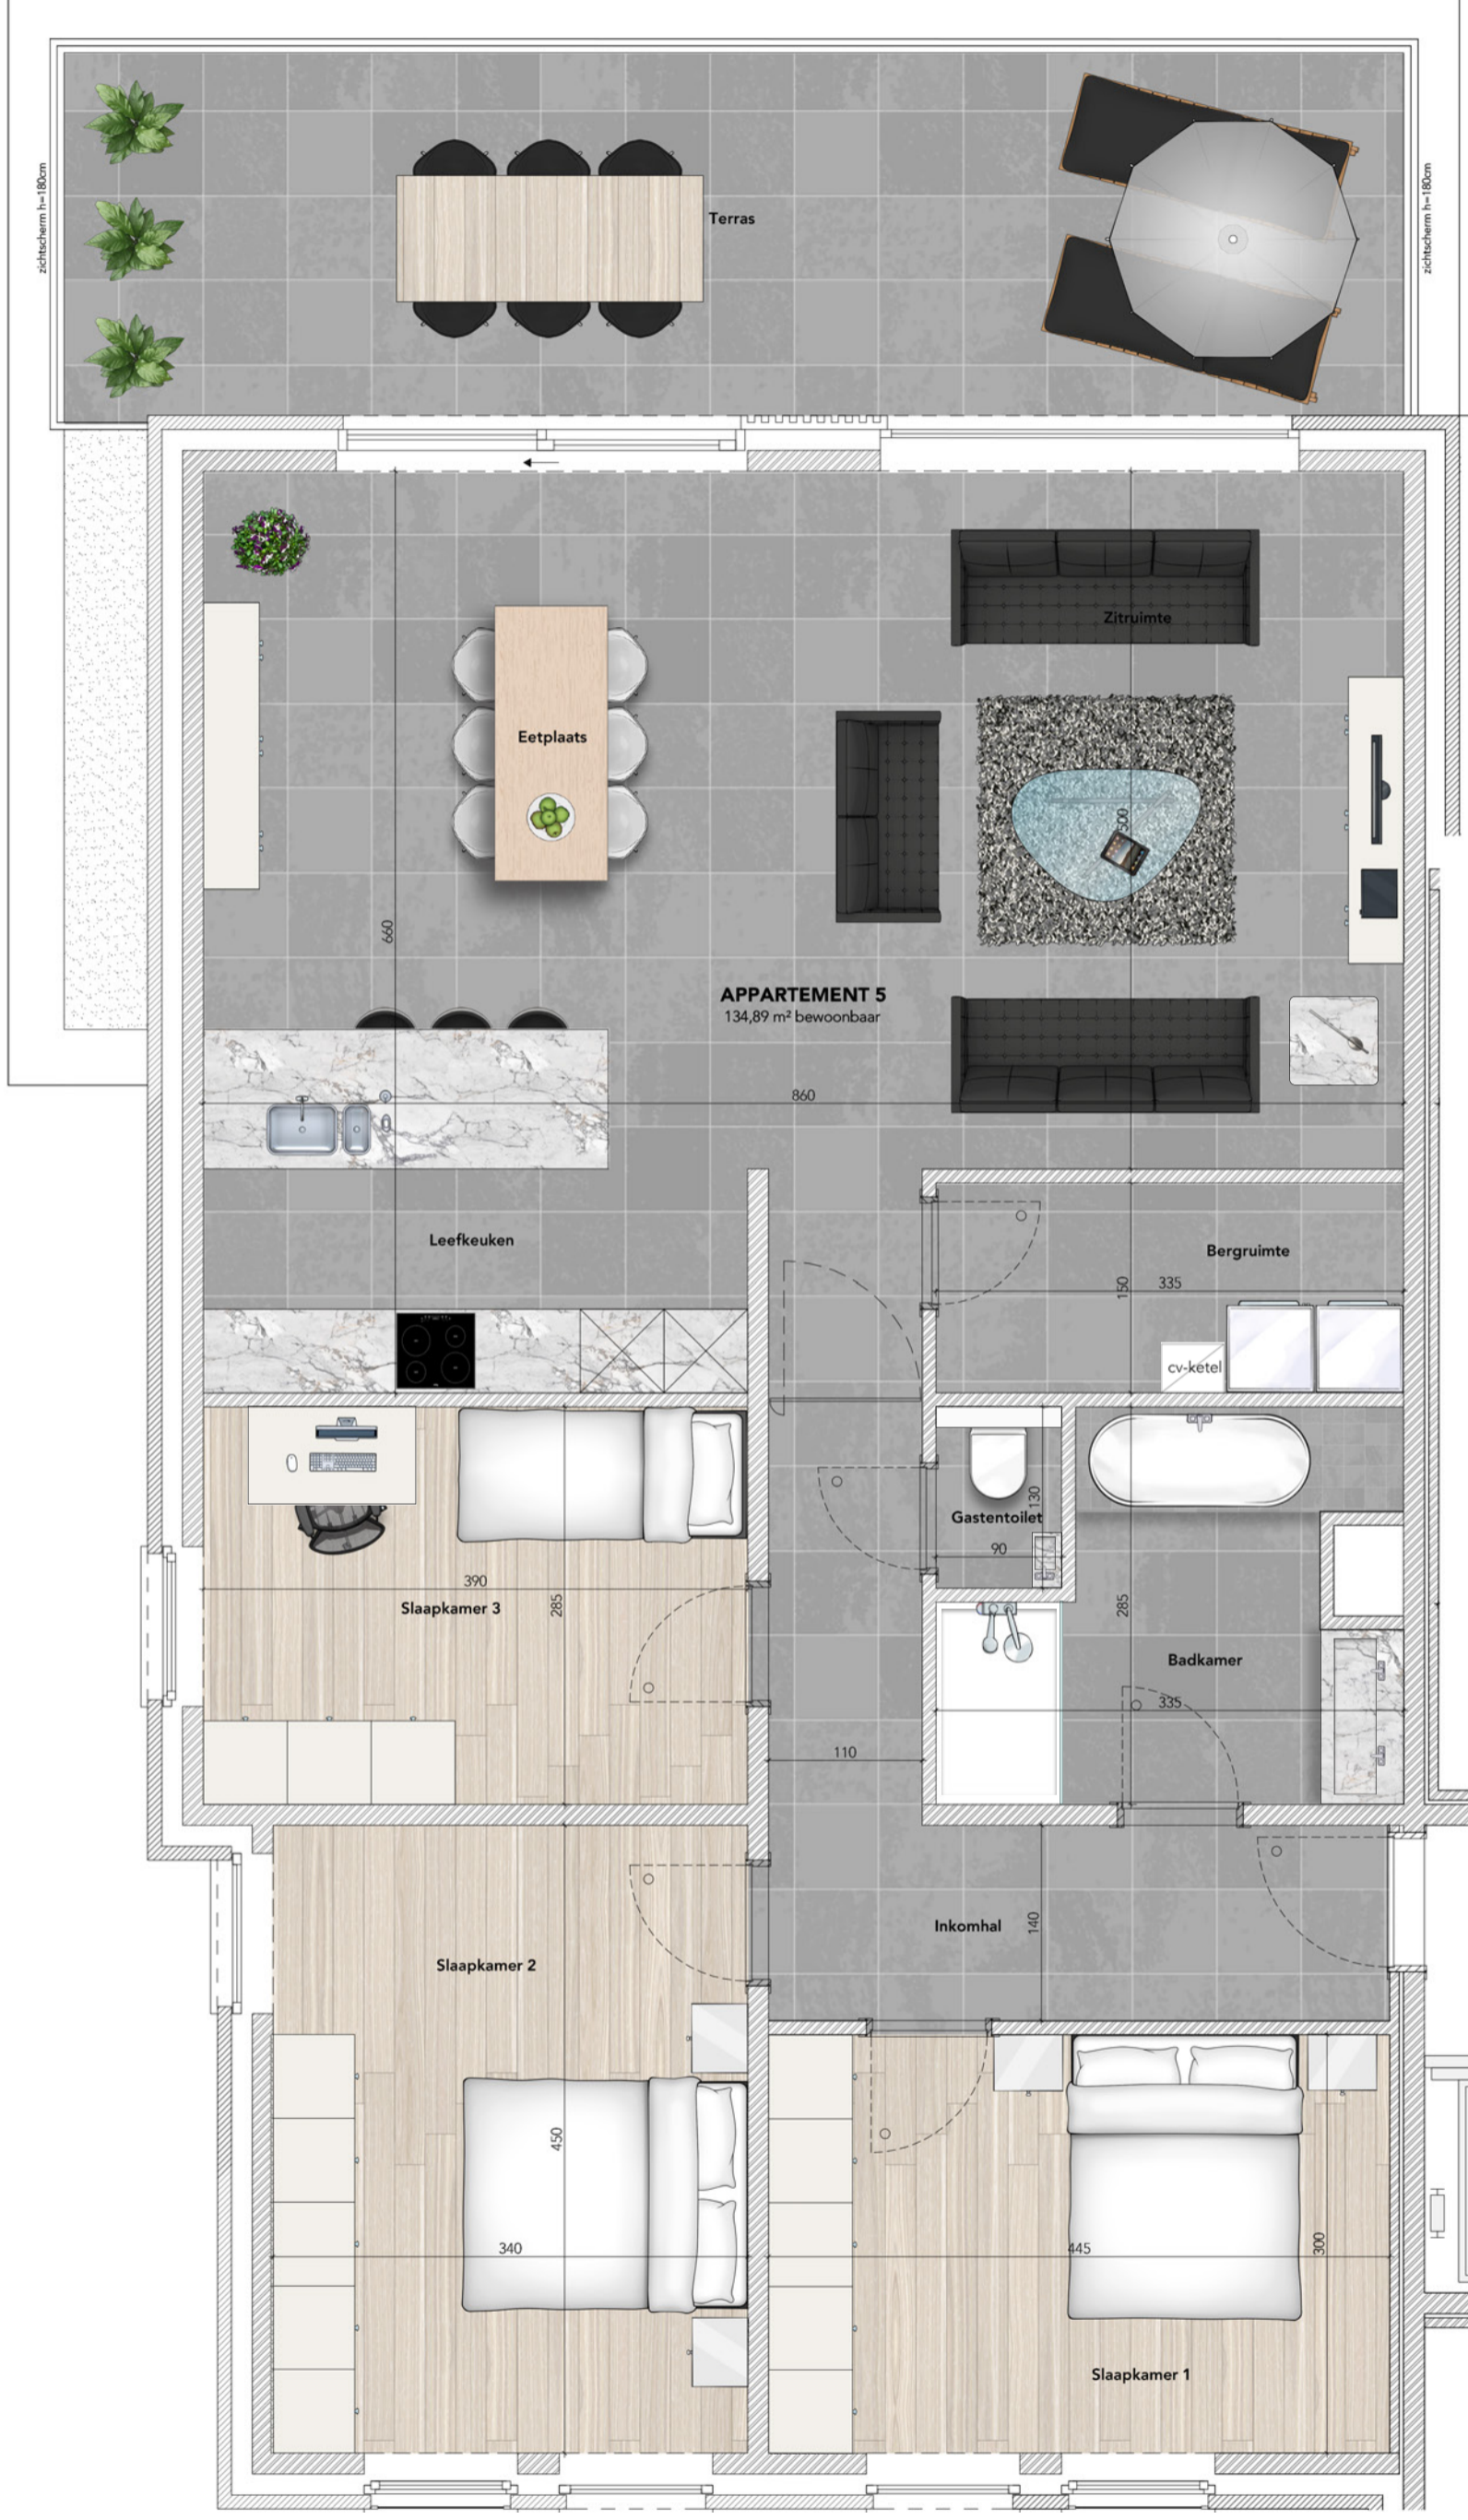 zichtscherm h=180cm
Terras
zichtscherm h=180cm
Zitruimte
Eetplaats
500
660
APPARTEMENT 5
134,89 m² bewoonbaar
860
Leefkeuken
Bergruimte
150
335
cv-ketel
130
Gastentoilet
90
390
285
Slaapkamer 3
285
Badkamer
335
110
Inkomhal
140
Slaapkamer 2
450
340
445
300
Slaapkamer 1